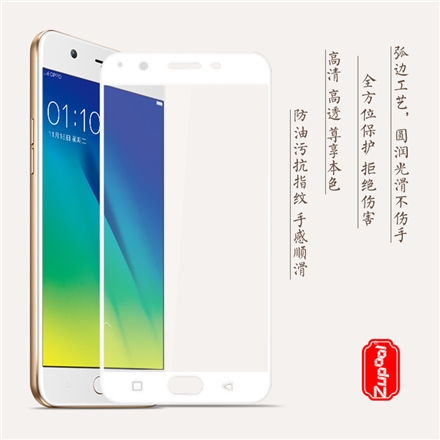 弧边工艺，圆润光滑不伤手
全方位保护 拒绝伤害
高清 高透 尊享本色
防油污抗指纹 手感顺滑
OPPO
01:10
Zupool